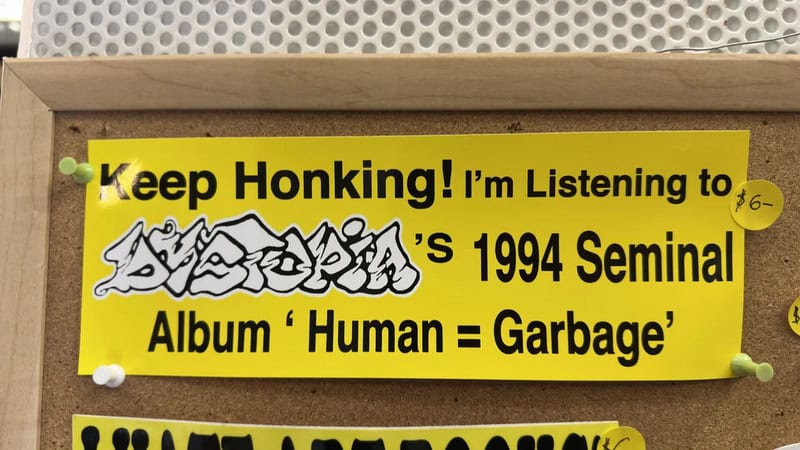 Keep Honking! I'm Listening to
DYSTOPIA 's 1994 Seminal
Album ' Human = Garbage'
$6-